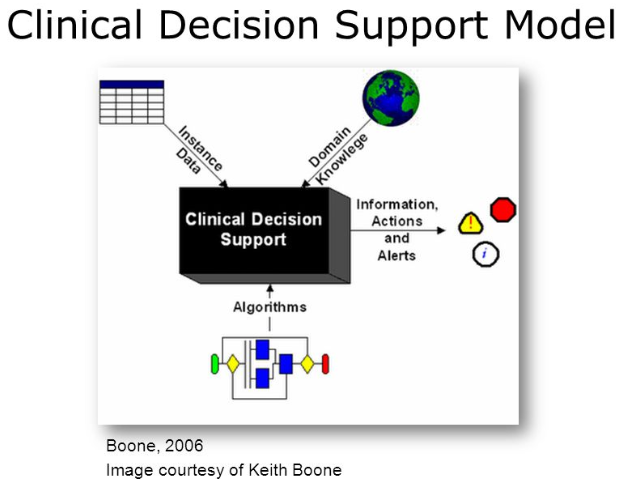 Clinical Decision Support Model
Instance
Data
Domain
Knowlege
Clinical Decision
Support
Information,
Actions
and
Alerts
!
i
Algorithms
Boone, 2006
Image courtesy of Keith Boone